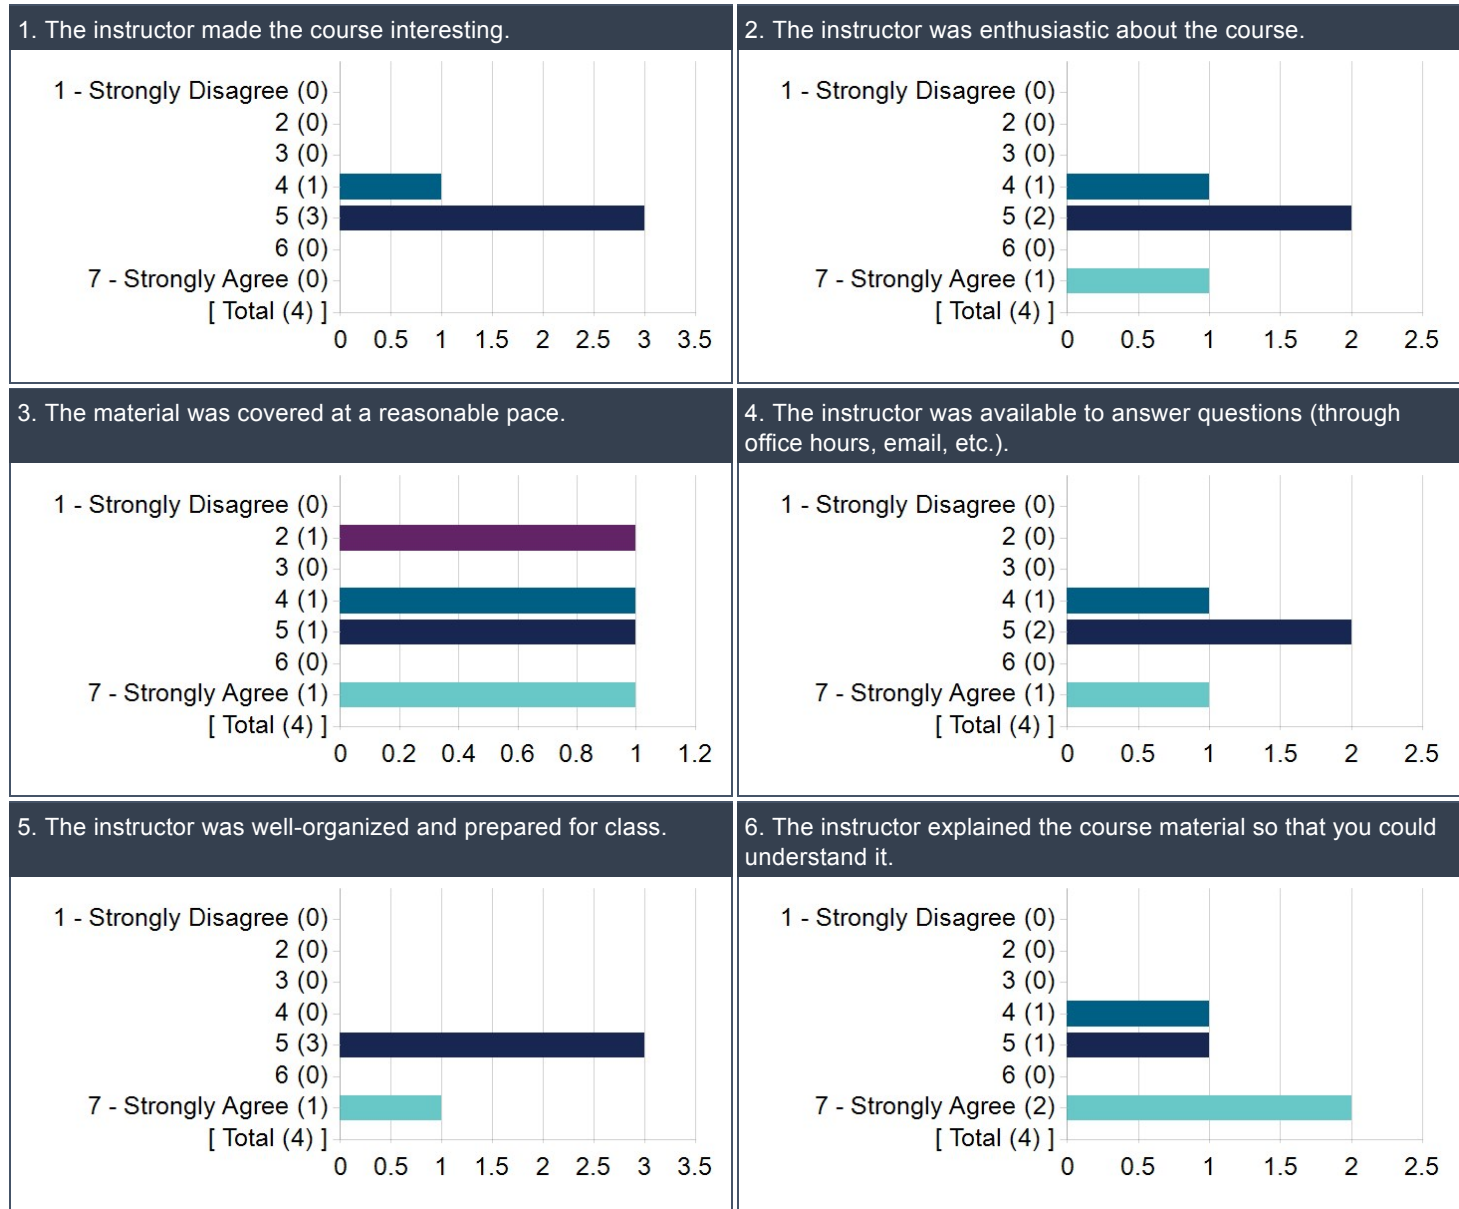 1. The instructor made the course interesting.
1 - Strongly Disagree (0)
2 (0)
3 (0)
4 (1)
5 (3)
6 (0)
7 - Strongly Agree (0)
[ Total (4) ]
0 0.5 1 1.5 2 2.5 3 3.5
2. The instructor was enthusiastic about the course.
1 - Strongly Disagree (0)
2 (0)
3 (0)
4 (1)
5 (2)
6 (0)
7 - Strongly Agree (1)
[ Total (4) ]
0 0.5 1 1.5 2 2.5
3. The material was covered at a reasonable pace.
1 - Strongly Disagree (0)
2 (1)
3 (0)
4 (1)
5 (1)
6 (0)
7 - Strongly Agree (1)
[ Total (4) ]
0 0.2 0.4 0.6 0.8 1 1.2
4. The instructor was available to answer questions (through
office hours, email, etc.).
1 - Strongly Disagree (0)
2 (0)
3 (0)
4 (1)
5 (2)
6 (0)
7 - Strongly Agree (1)
[ Total (4) ]
0 0.5 1 1.5 2 2.5
5. The instructor was well-organized and prepared for class.
1 - Strongly Disagree (0)
2 (0)
3 (0)
4 (0)
5 (3)
6 (0)
7 - Strongly Agree (1)
[ Total (4) ]
0 0.5 1 1.5 2 2.5 3 3.5
6. The instructor explained the course material so that you could
understand it.
1 - Strongly Disagree (0)
2 (0)
3 (0)
4 (1)
5 (1)
6 (0)
7 - Strongly Agree (2)
[ Total (4) ]
0 0.5 1 1.5 2 2.5